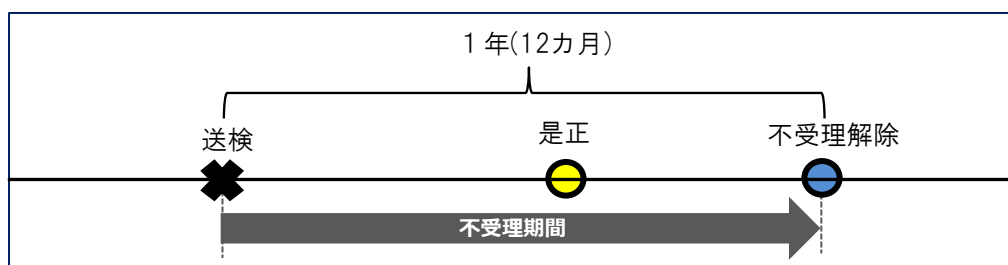 １年(12カ月)
送検
是正
不受理解除
不受理期間